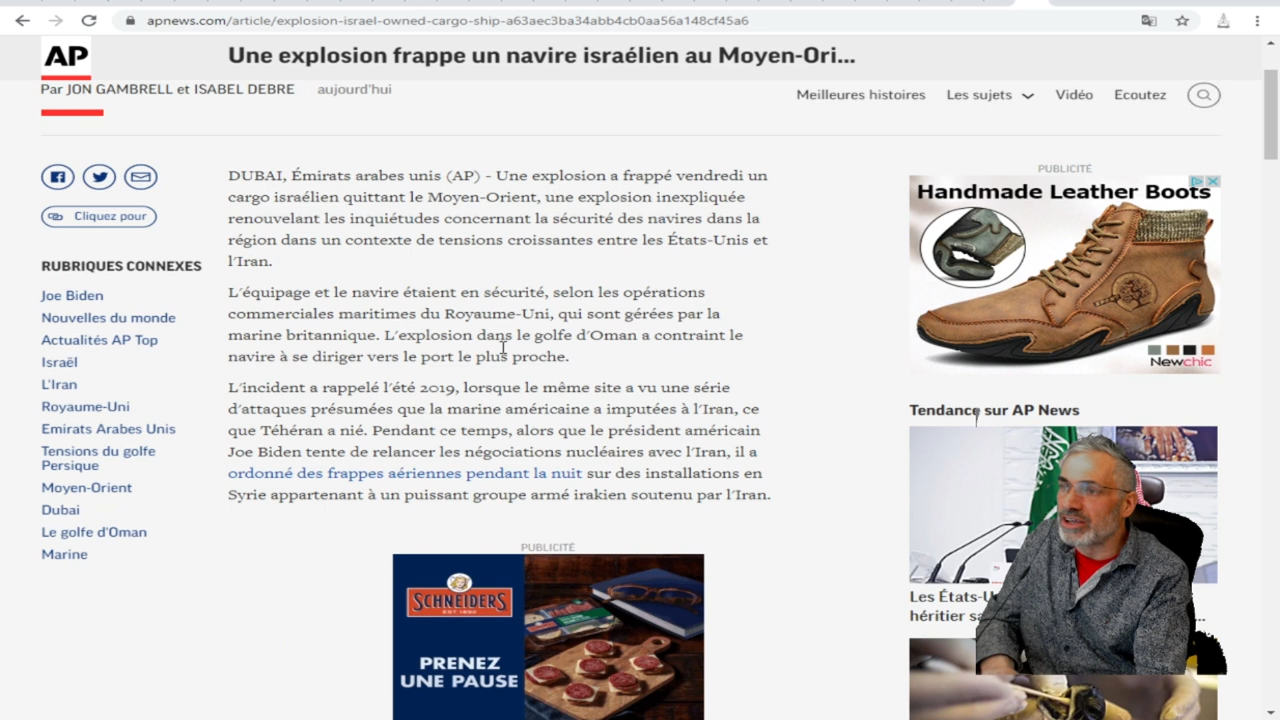 apnews.com/article/explosion-israel-owned-cargo-ship-a63aec3ba34abb4cb0aa56a148cf45a6
AP
Une explosion frappe un navire israélien au Moyen-Ori...
Par JON GAMBRELL et ISABEL DEBRE aujourd'hui
Meilleures histoires Les sujets Vidéo Ecoutez
Cliquez pour
RUBRIQUES CONNEXES
Joe Biden
Nouvelles du monde
Actualités AP Top
Israël
L'Iran
Royaume-Uni
Emirats Arabes Unis
Tensions du golfe
Persique
Moyen-Orient
Dubai
Le golfe d'Oman
Marine
DUBAI, Émirats arabes unis (AP) - Une explosion a frappé vendredi un
cargo israélien quittant le Moyen-Orient, une explosion inexpliquée
renouvelant les inquiétudes concernant la sécurité des navires dans la
région dans un contexte de tensions croissantes entre les États-Unis et
l'Iran.
L'équipage et le navire étaient en sécurité, selon les opérations
commerciales maritimes du Royaume-Uni, qui sont gérées par la
marine britannique. L'explosion dans le golfe d'Oman a contraint le
navire à se diriger vers le port le plus proche.
L'incident a rappelé l'été 2019, lorsque le même site a vu une série
d'attaques présumées que la marine américaine a imputées à l'Iran, ce
que Téhéran a nié. Pendant ce temps, alors que le président américain
Joe Biden tente de relancer les négociations nucléaires avec l'Iran, il a
ordonné des frappes aériennes pendant la nuit sur des installations en
Syrie appartenant à un puissant groupe armé irakien soutenu par l'Iran.
PUBLICITÉ
SCHNEIDERS
EST 1890
PRENEZ
UNE PAUSE
PUBLICITÉ
Handmade Leather Boots
Newchic
Tendance sur AP News
Les États-U
héritier sa